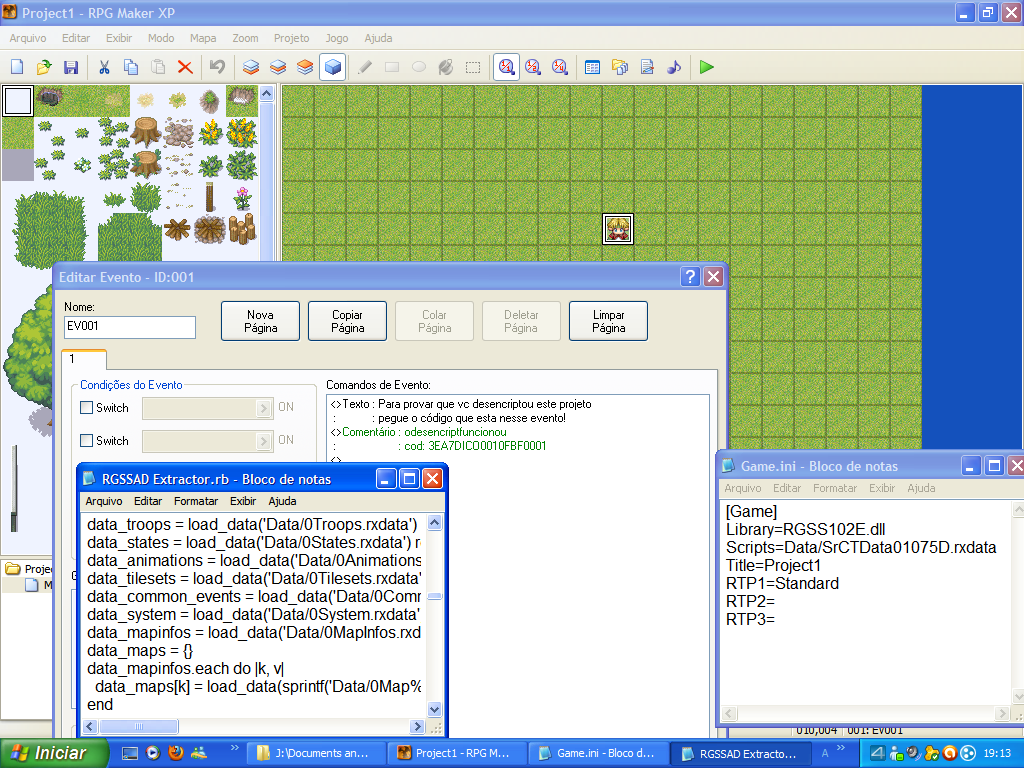 Project1 - RPG Maker XP
Arquivo Editar Exibir Modo Mapa Zoom Projeto Jogo Ajuda
Editar Evento - ID:001
Nome:
EV001
Nova Página
Copiar Página
Colar Página
Deletar Página
Limpar Página
1
Condições do Evento
Switch ON
Switch ON
Comandos de Evento:
<>Texto : Para provar que vc desencriptou este projeto
: : pegue o código que esta nesse evento!
<>Comentário : odesencriptfuncionou
: : cod: 3EA7DICO0010FBF0001
<>
RGSSAD Extractor.rb - Bloco de notas
Arquivo Editar Formatar Exibir Ajuda
data_troops = load_data('Data/0Troops.rxdata')
data_states = load_data('Data/0States.rxdata') r
data_animations = load_data('Data/0Animations
data_tilesets = load_data('Data/0Tilesets.rxdata'
data_common_events = load_data('Data/0Com
data_system = load_data('Data/0System.rxdata'
data_mapinfos = load_data('Data/0MapInfos.rxd
data_maps = {}
data_mapinfos.each do |k, v|
data_maps[k] = load_data(sprintf('Data/0Map%
end
Game.ini - Bloco de notas
Arquivo Editar Formatar Exibir Ajuda
[Game]
Library=RGSS102E.dll
Scripts=Data/SrCTData01075D.rxdata
Title=Project1
RTP1=Standard
RTP2=
RTP3=
Proje
M
010,004 001: EV001
Iniciar
J:\Documents an...
Project1 - RPG M...
Game.ini - Bloco d...
RGSSAD Extracto...
A
19:13